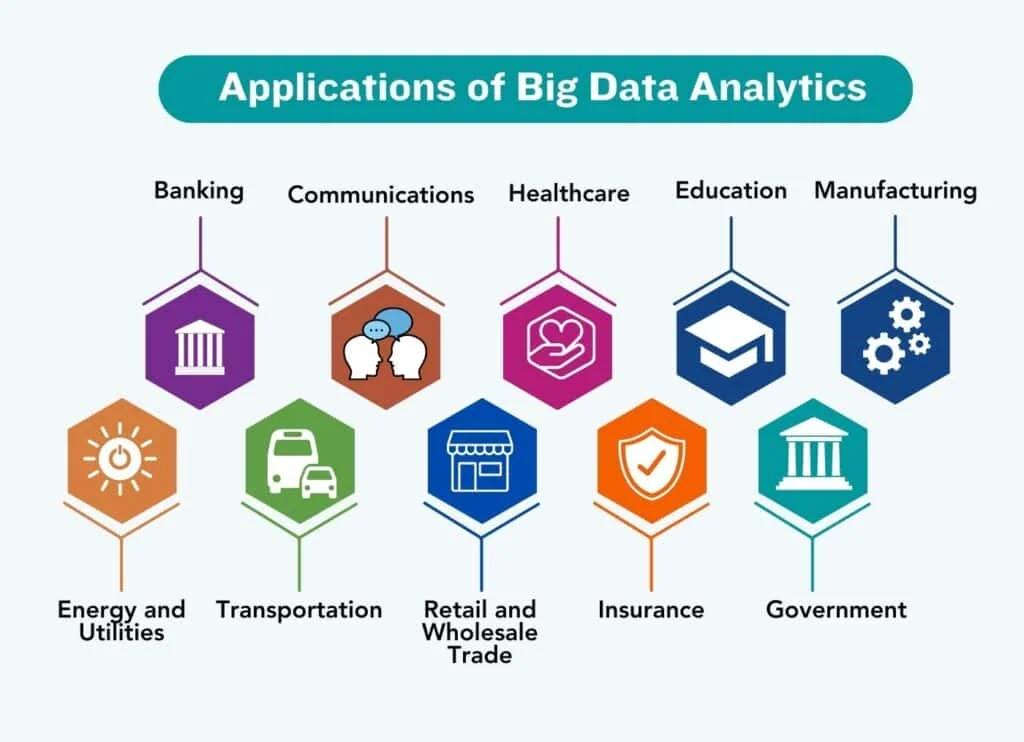 Applications of Big Data Analytics
Banking
Communications
Healthcare
Education
Manufacturing
Energy and
Utilities
Transportation
Retail and
Wholesale
Trade
Insurance
Government